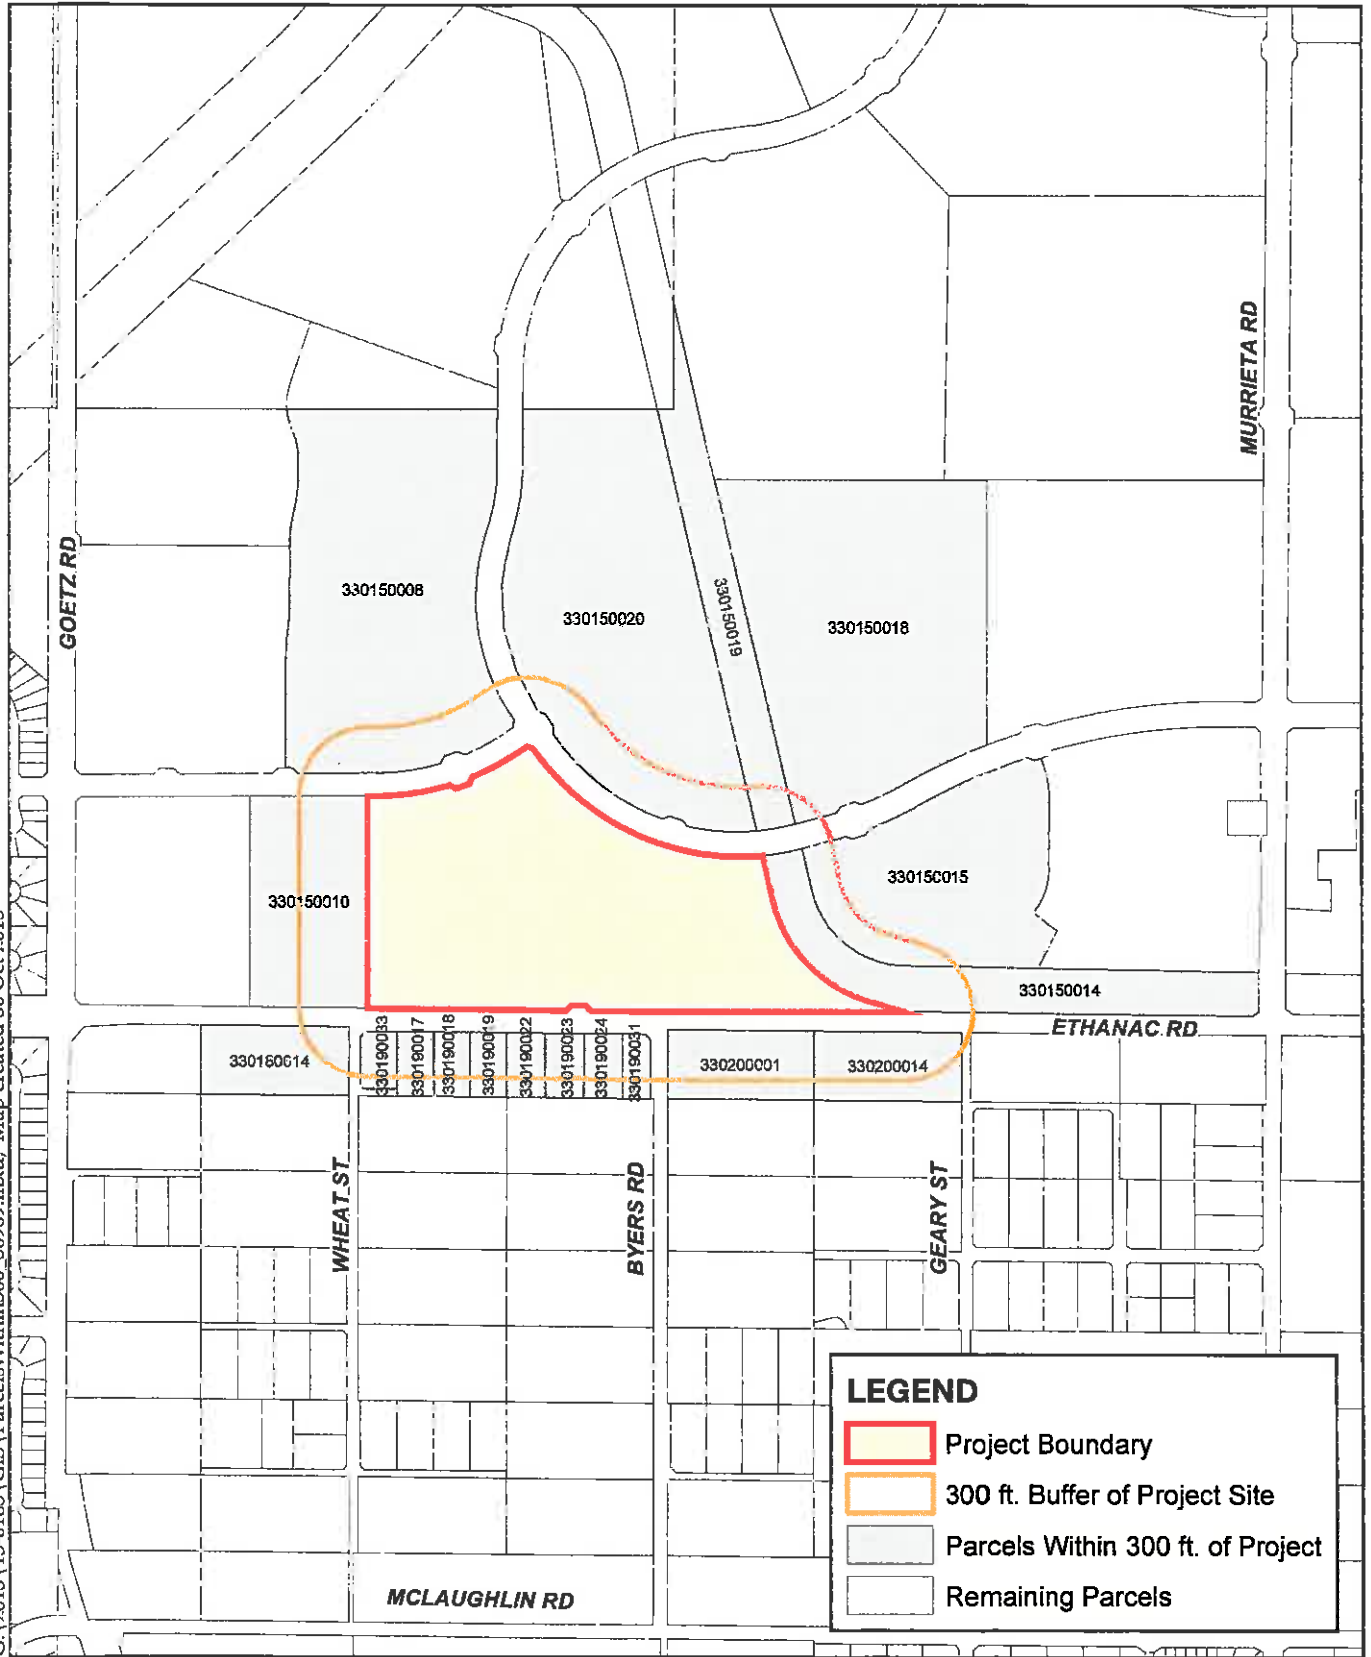 MURRIETA RD
GOETZ RD
330150008
330150020
330150019
330150018
330150010
330150015
330150014
ETHANAC RD
330180014
330190033
330190017
330190018
330190019
330190022
330190023
330190024
330190031
330200001
330200014
WHEAT ST
BYERS RD
GEARY ST
MCLAUGHLIN RD
LEGEND
Project Boundary
300 ft. Buffer of Project Site
Parcels Within 300 ft. of Project
Remaining Parcels